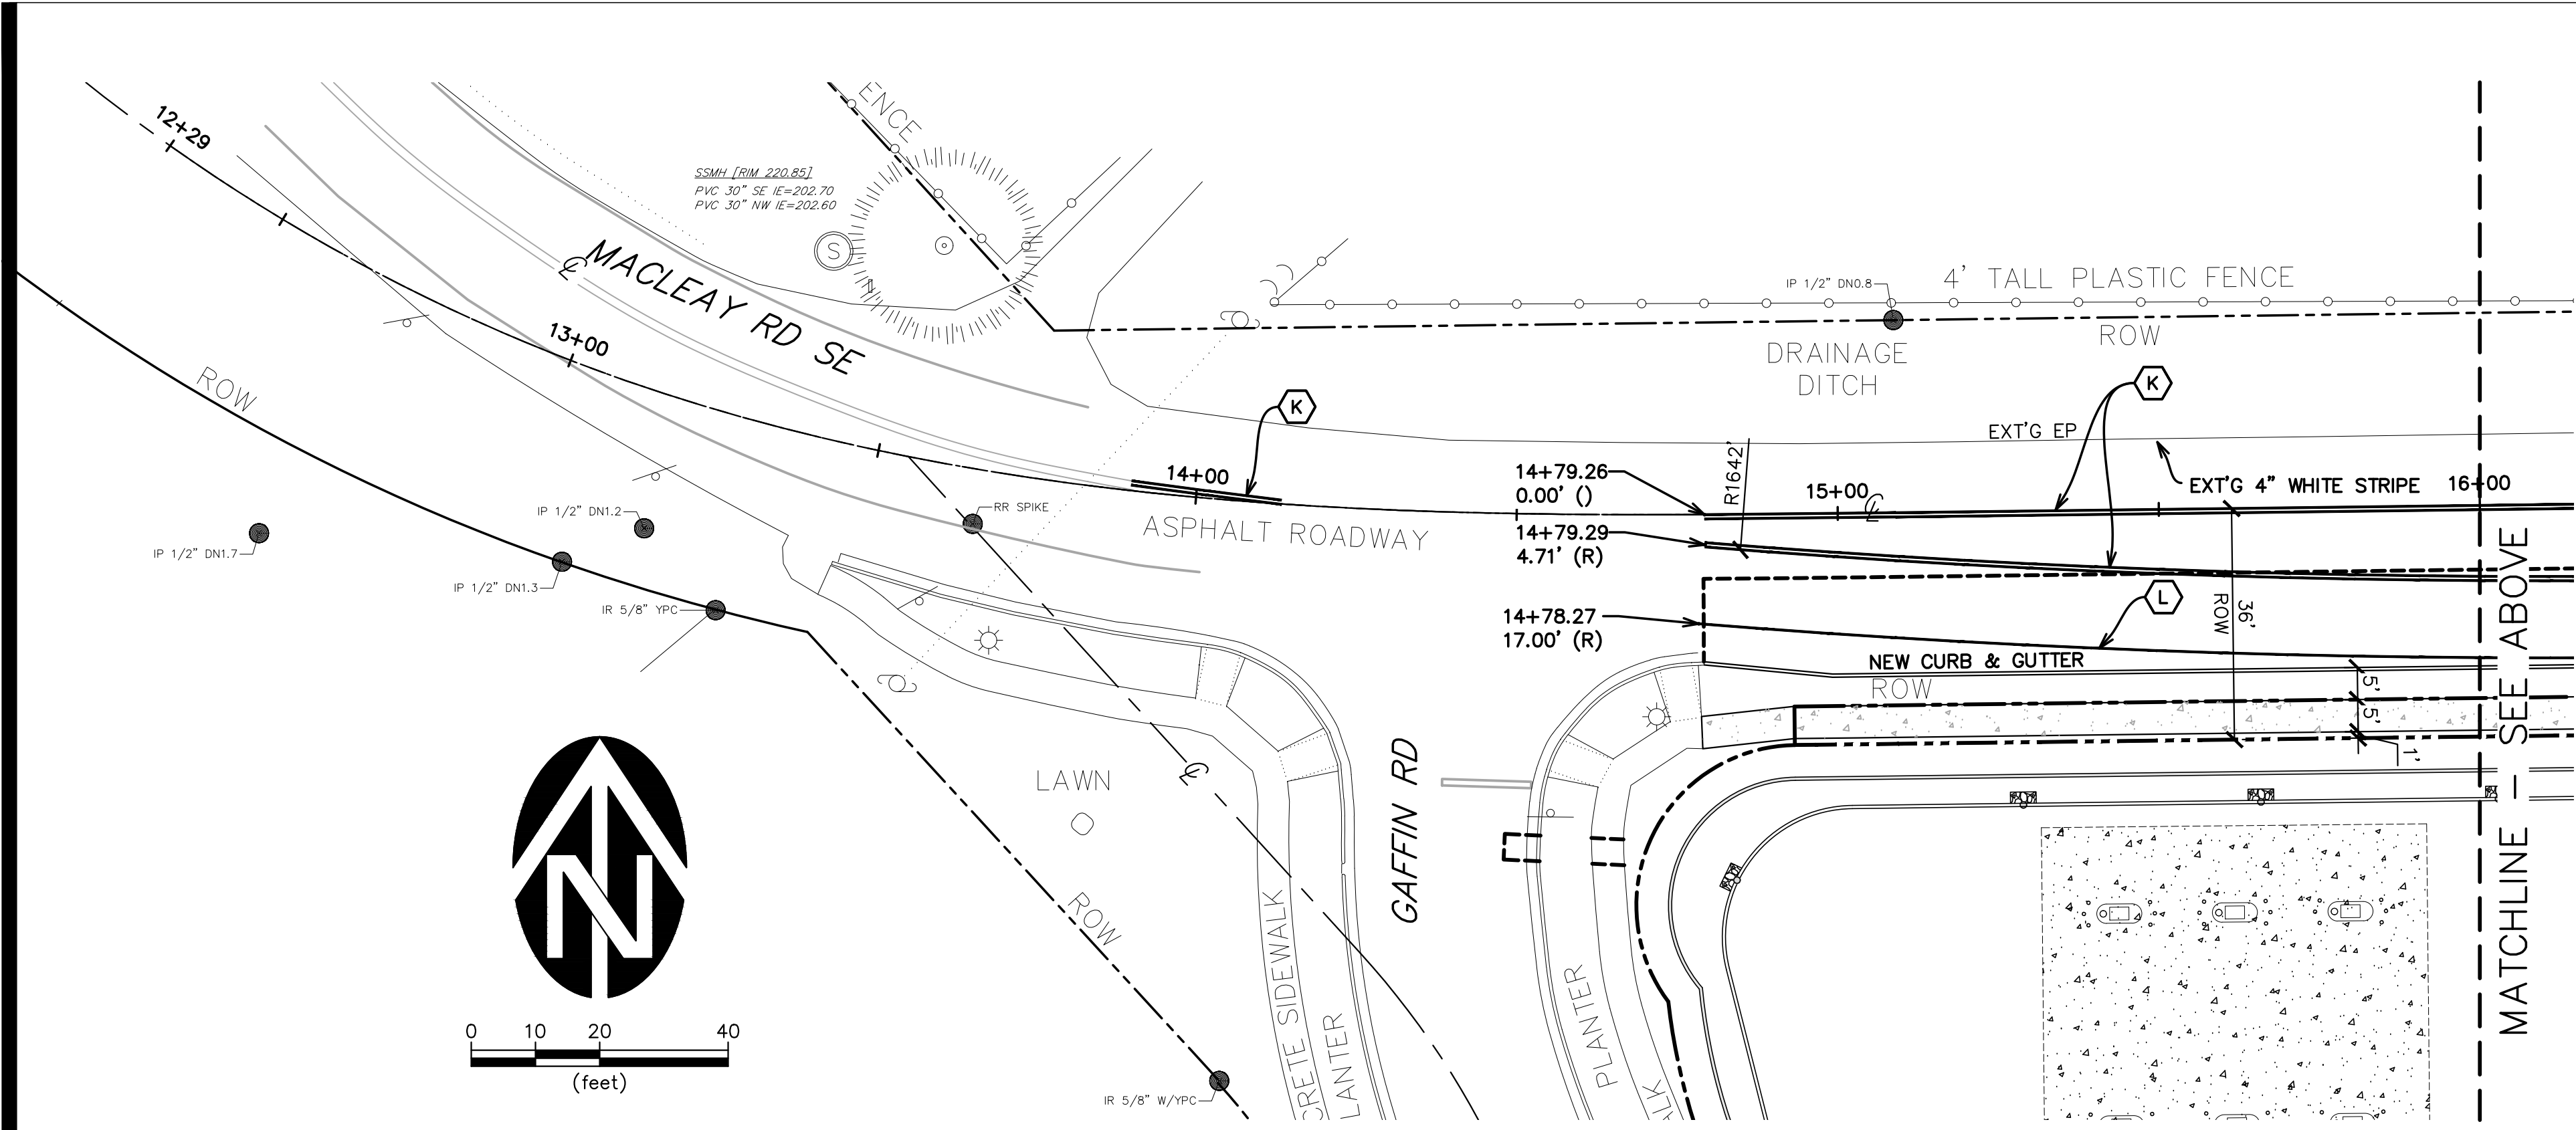 12+29
ENCE
SSMH [RIM 220.85]
PVC 30" SE IE=202.70
PVC 30" NW IE=202.60
S
MACLEAY RD SE
13+00
ROW
4' TALL PLASTIC FENCE
IP 1/2" DN0.8
ROW
DRAINAGE
DITCH
K
K
EXT'G EP
R1642'
14+00
14+79.26
0.00' ()
15+00
EXT'G 4" WHITE STRIPE
16+00
RR SPIKE
IP 1/2" DN1.2
ASPHALT ROADWAY
14+79.29
4.71' (R)
IP 1/2" DN1.7
IP 1/2" DN1.3
IR 5/8" YPC
14+78.27
17.00' (R)
L
36'
ROW
NEW CURB & GUTTER
ROW
5'
5'
1'
MATCHLINE – SEE ABOVE
LAWN
GAFFIN RD
N
ROW
CRETE SIDEWALK
LANTER
PLANTER
ALK
0 10 20 40
(feet)
IR 5/8" W/YPC